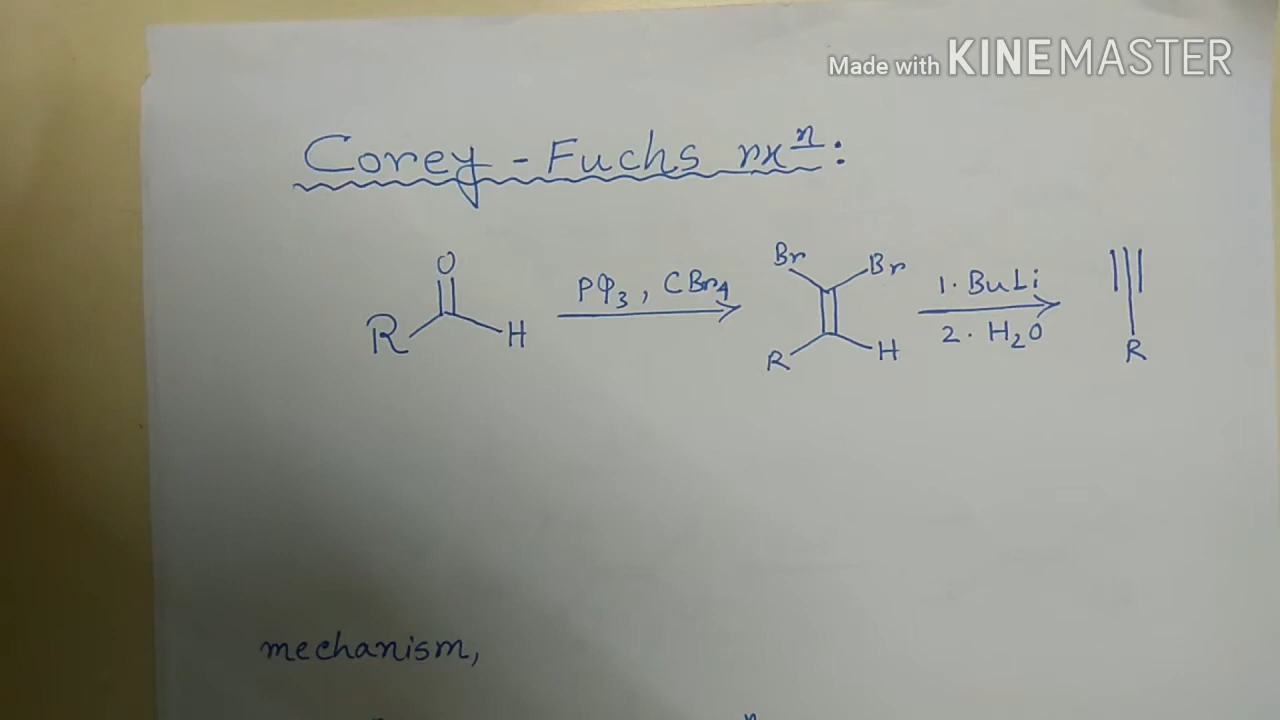 Made with KINEMASTER
Corey-Fuchs rxⁿ:
O
R H
PΦ₃, CBr₄
Br Br
R H
1. BuLi
2. H₂O
R
mechanism,